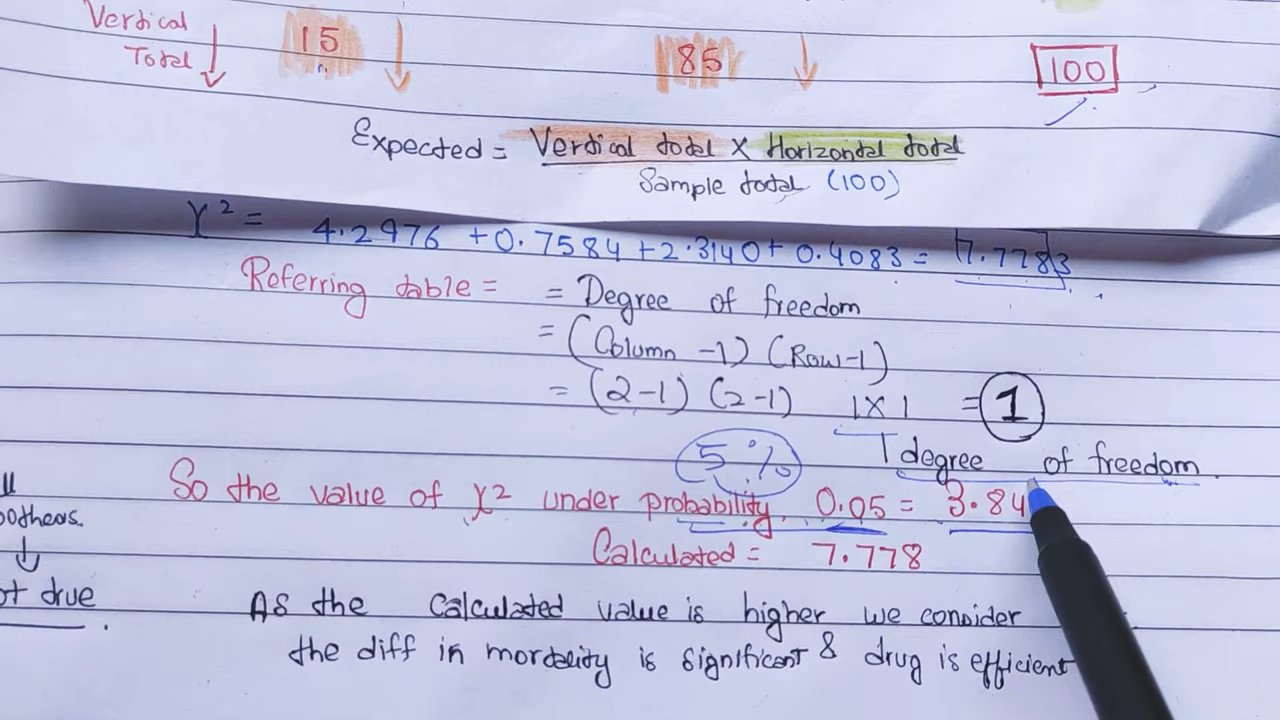 Vertical
Total 15 85 100
Expected = Vertical total X Horizontal total
Sample total (100)
χ² = 4.2976 + 0.7584 + 2.3140 + 0.4083 = 7.7783
Referring table = = Degree of freedom
= (Column -1) (Row-1)
= (2-1) (2-1) 1X1 = 1
5% 1 degree of freedom
So the value of χ² under probability 0.05 = 3.84
Calculated = 7.778
As the Calculated value is higher we consider
the diff in mortality is significant & drug is efficient